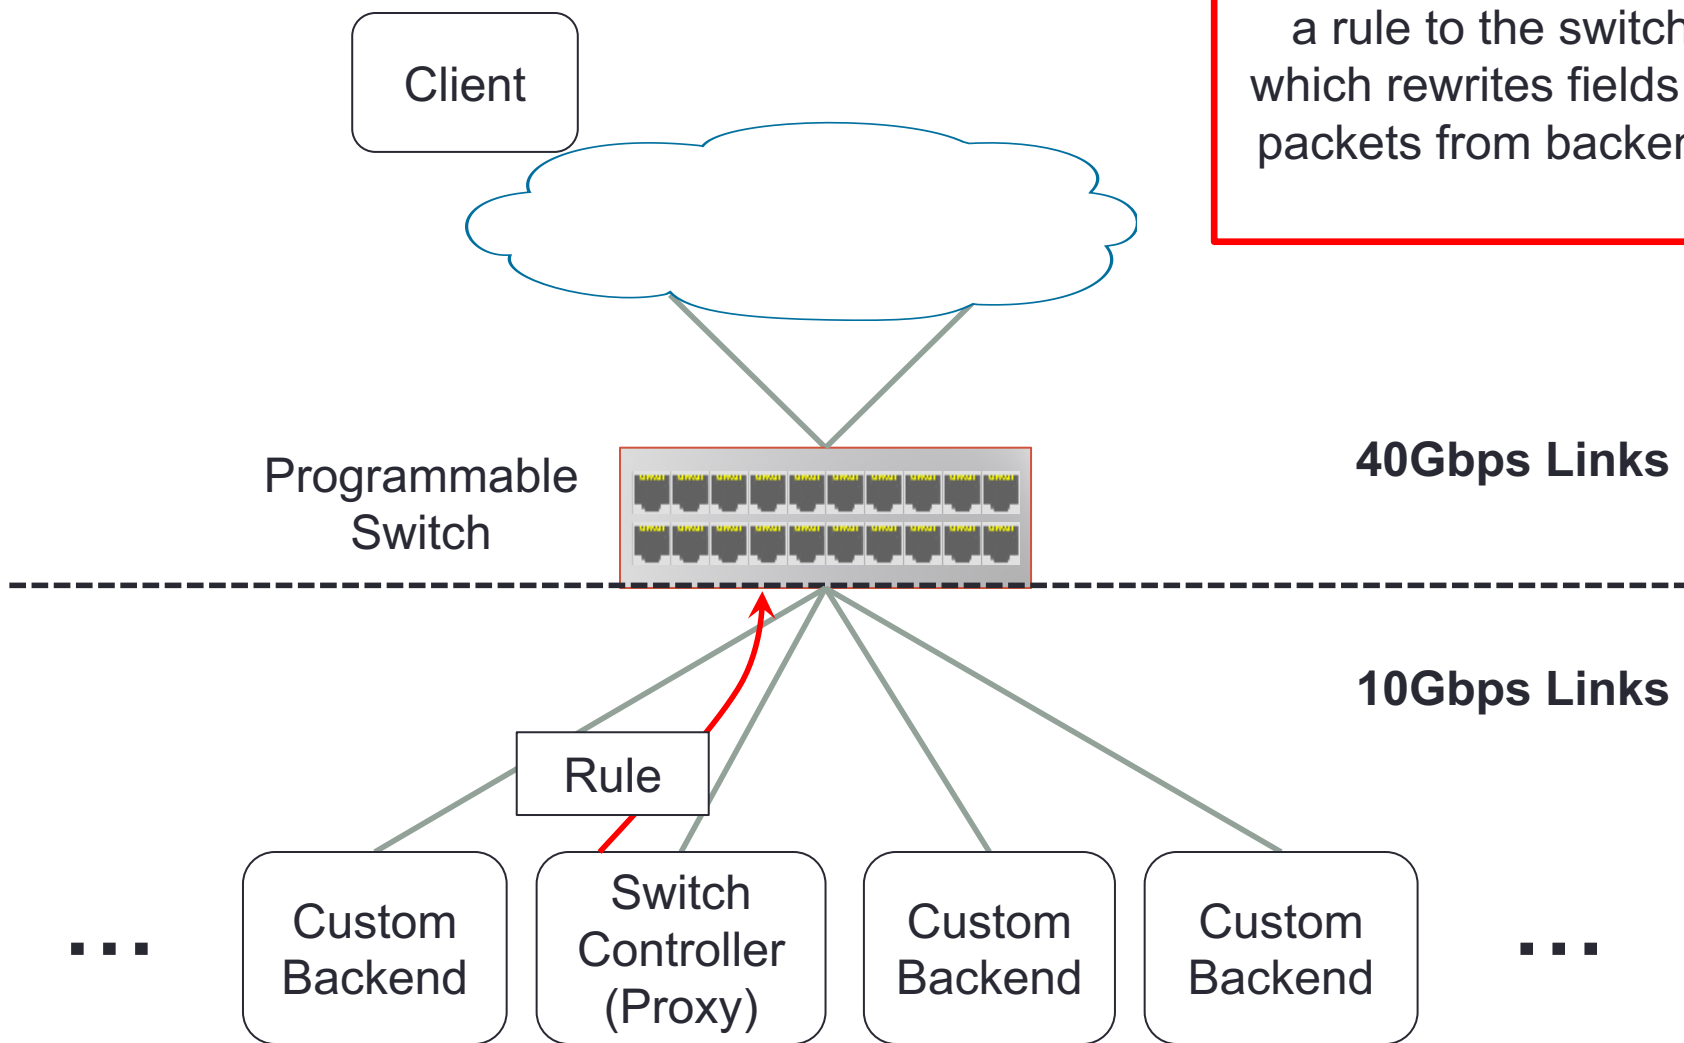 a rule to the switch
which rewrites fields
packets from
Client
Programmable
Switch
40Gbps Links
10Gbps Links
Rule
Custom
Backend
Switch
Controller
(Proxy)
Custom
Backend
Custom
Backend
...
...